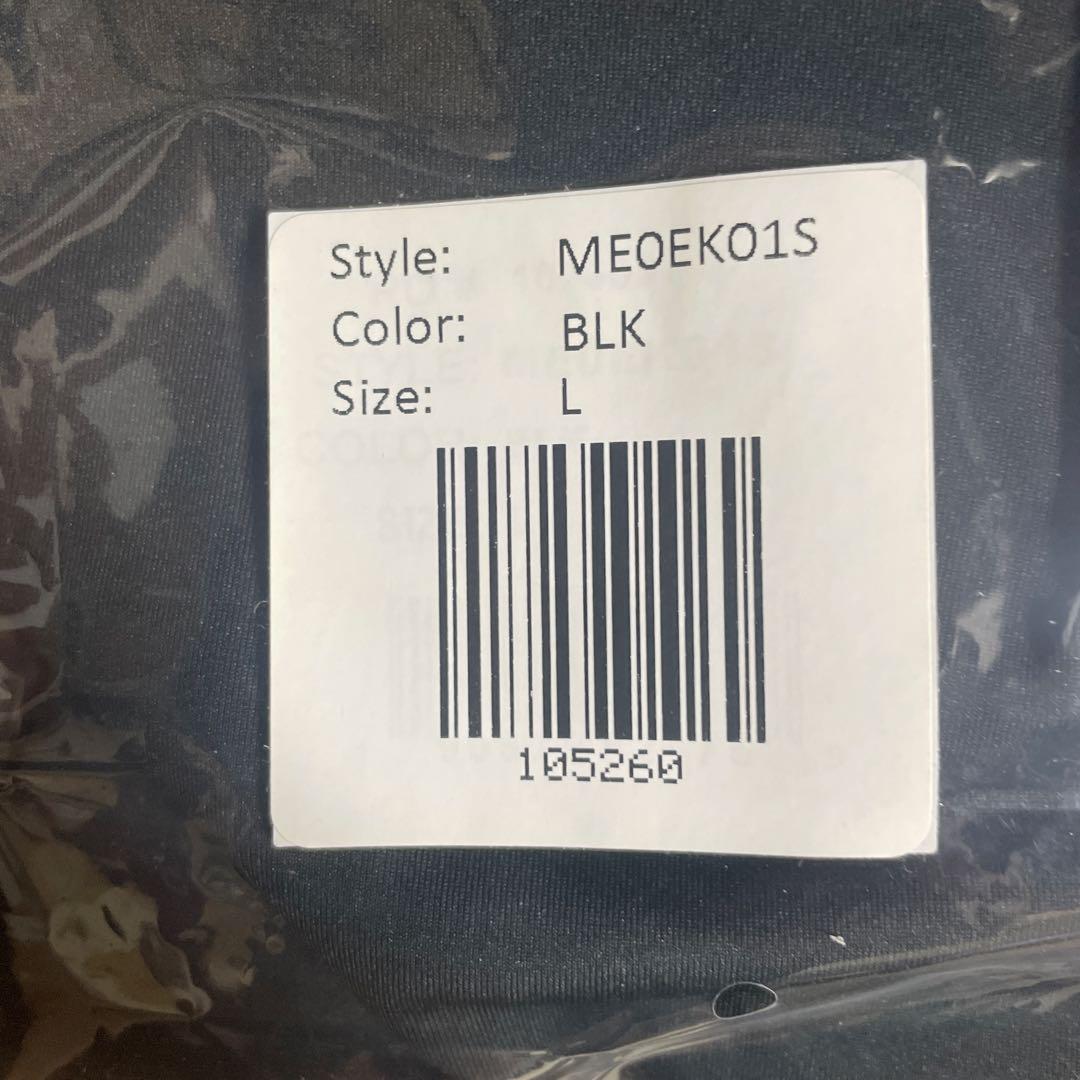 Style: ME0EK01S
Color: BLK
Size: L
105260